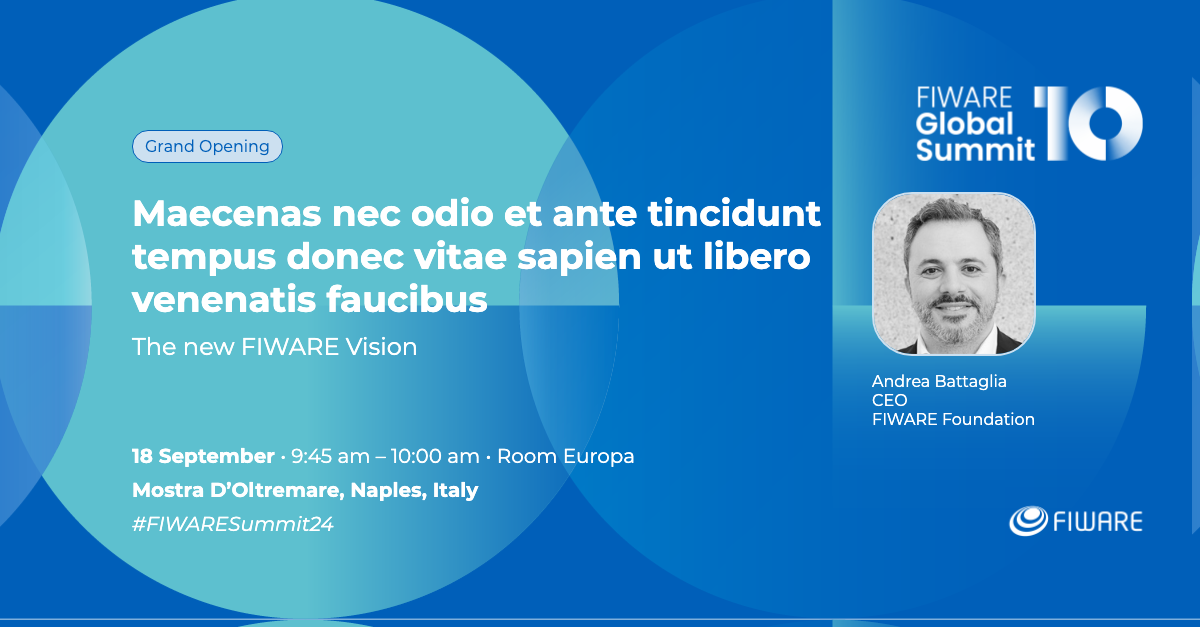 Grand Opening
Maecenas nec odio et ante tincidunt
tempus donec vitae sapien ut libero
venenatis faucibus
The new FIWARE Vision
18 September · 9:45 am – 10:00 am · Room Europa
Mostra D’Oltremare, Naples, Italy
#FIWARESummit24
FIWARE
Global
Summit 10
Andrea Battaglia
CEO
FIWARE Foundation
FIWARE